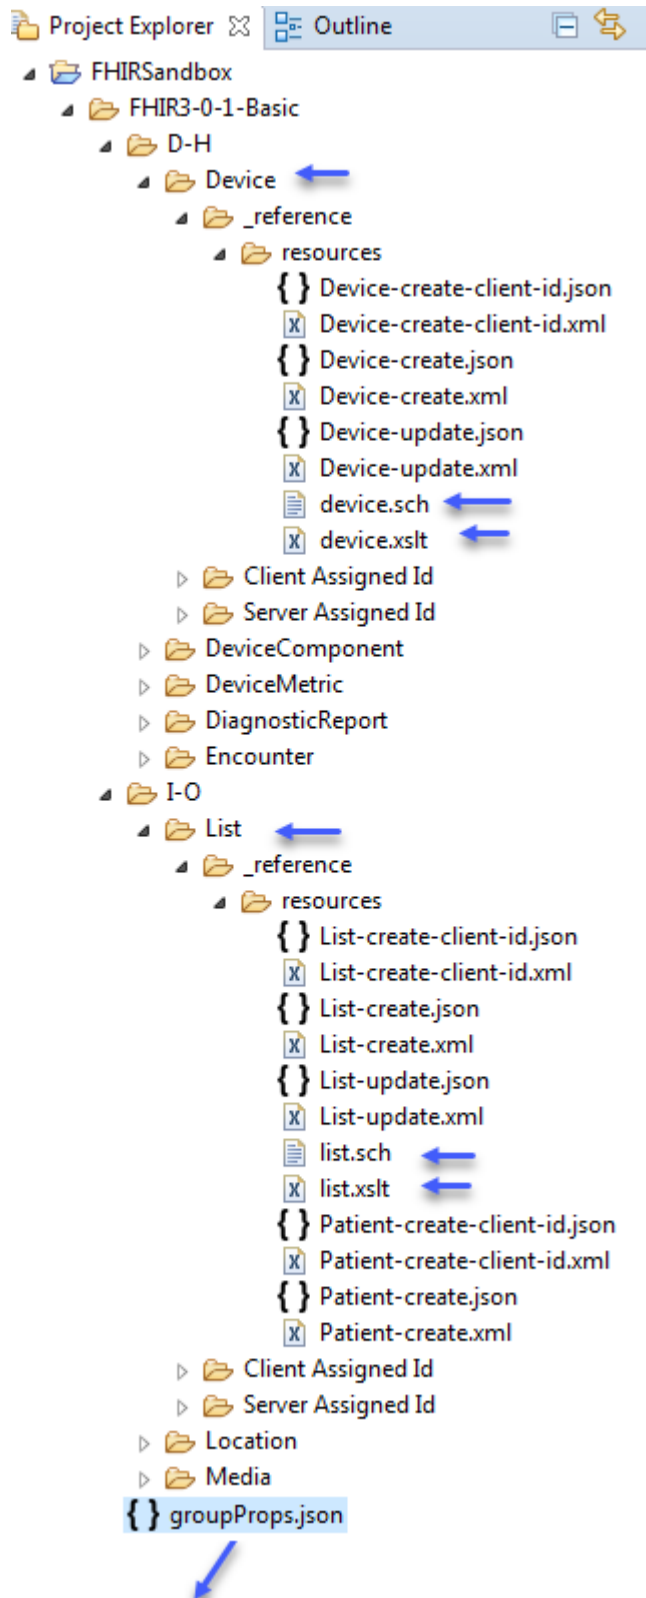 Project Explorer Outline
FHIRSandbox
FHIR3-0-1-Basic
D-H
Device
_reference
resources
{ } Device-create-client-id.json
X Device-create-client-id.xml
{ } Device-create.json
X Device-create.xml
{ } Device-update.json
X Device-update.xml
device.sch
X device.xslt
Client Assigned Id
Server Assigned Id
DeviceComponent
DeviceMetric
DiagnosticReport
Encounter
I-O
List
_reference
resources
{ } List-create-client-id.json
X List-create-client-id.xml
{ } List-create.json
X List-create.xml
{ } List-update.json
X List-update.xml
list.sch
X list.xslt
{ } Patient-create-client-id.json
X Patient-create-client-id.xml
{ } Patient-create.json
X Patient-create.xml
Client Assigned Id
Server Assigned Id
Location
Media
{ } groupProps.json